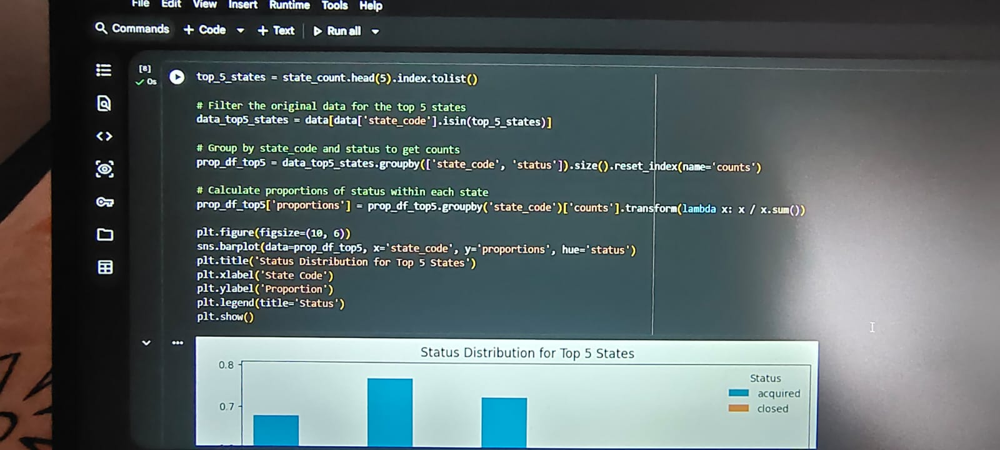 File Edit View Insert Runtime Tools Help
Commands + Code + Text Run all
[8]
0s
top_5_states = state_count.head(5).index.tolist()
# Filter the original data for the top 5 states
data_top5_states = data[data['state_code'].isin(top_5_states)]
# Group by state_code and status to get counts
prop_df_top5 = data_top5_states.groupby(['state_code', 'status']).size().reset_index(name='counts')
# Calculate proportions of status within each state
prop_df_top5['proportions'] = prop_df_top5.groupby('state_code')['counts'].transform(lambda x: x / x.sum())
plt.figure(figsize=(10, 6))
sns.barplot(data=prop_df_top5, x='state_code', y='proportions', hue='status')
plt.title('Status Distribution for Top 5 States')
plt.xlabel('State Code')
plt.ylabel('Proportion')
plt.legend(title='Status')
plt.show()
Status Distribution for Top 5 States
0.8
Status
acquired
closed
0.7